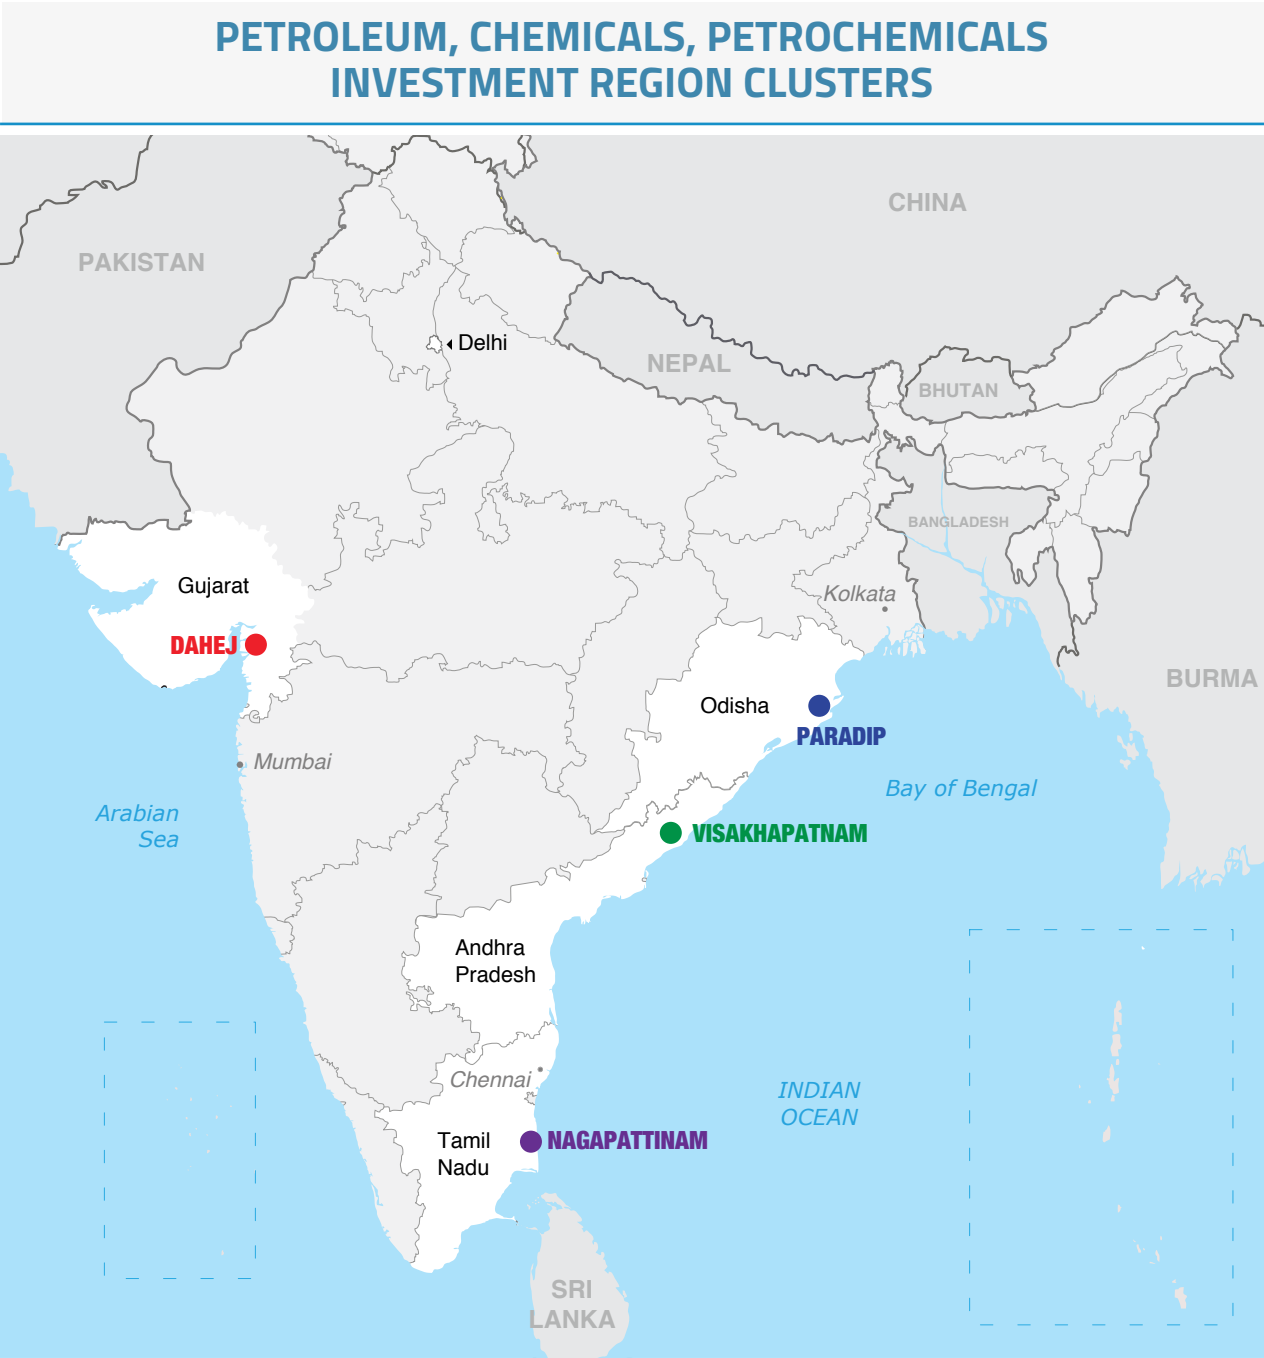 PETROLEUM, CHEMICALS, PETROCHEMICALS
INVESTMENT REGION CLUSTERS
CHINA
PAKISTAN
Delhi
NEPAL
BHUTAN
BANGLADESH
Gujarat
Kolkata
DAHEJ
BURMA
Odisha
PARADIP
Mumbai
Bay of Bengal
Arabian
Sea
VISAKHAPATNAM
Andhra
Pradesh
Chennai
INDIAN
OCEAN
Tamil
Nadu
NAGAPATTINAM
SRI
LANKA